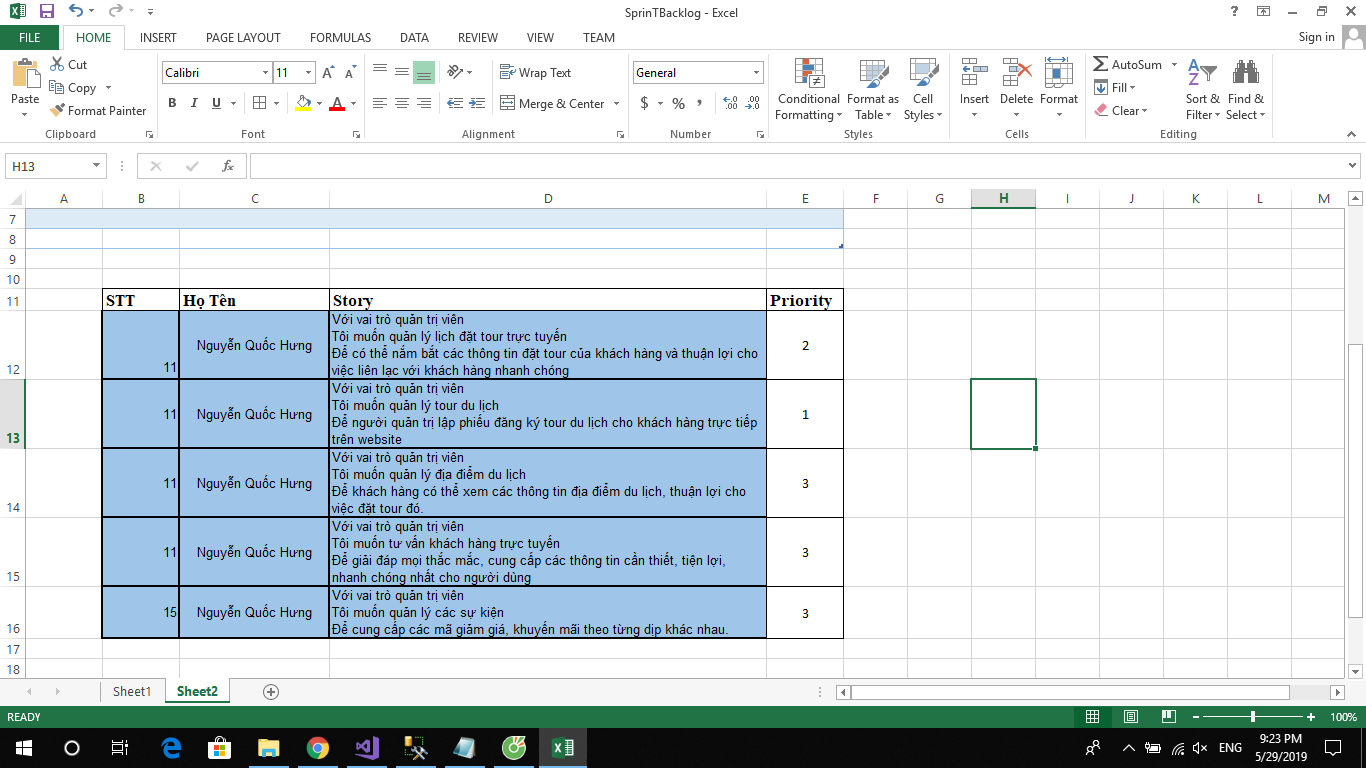 SprinTBacklog - Excel
FILE HOME INSERT PAGE LAYOUT FORMULAS DATA REVIEW VIEW TEAM Sign in
Paste
Cut
Copy
Format Painter
Clipboard
Calibri 11
B I U
Font
Wrap Text
Merge & Center
Alignment
General
$ % ,
Number
Conditional Formatting
Format as Table
Cell Styles
Styles
Insert Delete Format
Cells
AutoSum
Fill
Clear
Sort & Filter
Find & Select
Editing
H13 fx
A B C D E F G H I J K L M
7
8
9
10
11 STT Họ Tên Story Priority
Với vai trò quản trị viên
Tôi muốn quản lý lịch đặt tour trực tuyến
Nguyễn Quốc Hưng 2
Để có thể nắm bắt các thông tin đặt tour của khách hàng và thuận lợi cho
12 11 việc liên lạc với khách hàng nhanh chóng
Với vai trò quản trị viên
Tôi muốn quản lý tour du lịch
11 Nguyễn Quốc Hưng 1
Để người quản trị lập phiếu đăng ký tour du lịch cho khách hàng trực tiếp
13 trên website
Với vai trò quản trị viên
Tôi muốn quản lý địa điểm du lịch
11 Nguyễn Quốc Hưng 3
Để khách hàng có thể xem các thông tin địa điểm du lịch, thuận lợi cho
14 việc đặt tour đó.
Với vai trò quản trị viên
Tôi muốn tư vấn khách hàng trực tuyến
11 Nguyễn Quốc Hưng 3
Để giải đáp mọi thắc mắc, cung cấp các thông tin cần thiết, tiện lợi,
15 nhanh chóng nhất cho người dùng
Với vai trò quản trị viên
15 Nguyễn Quốc Hưng Tôi muốn quản lý các sự kiện 3
16 Để cung cấp các mã giảm giá, khuyến mãi theo từng dịp khác nhau.
17
18
Sheet1 Sheet2
READY 100%
ENG 9:23 PM
5/29/2019